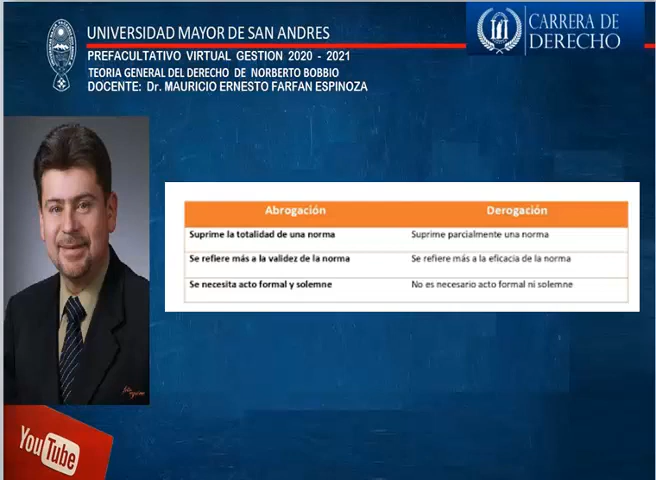 UNIVERSIDAD MAYOR DE SAN ANDRES
CARRERA DE
DERECHO
PREFACULTATIVO VIRTUAL GESTION 2020 - 2021
TEORIA GENERAL DEL DERECHO DE NORBERTO BOBBIO
DOCENTE: Dr. MAURICIO ERNESTO FARFAN ESPINOZA
Abrogación Derogación
Suprime la totalidad de una norma Suprime parcialmente una norma
Se refiere más a la validez de la norma Se refiere más a la eficacia de la norma
Se necesita acto formal y solemne No es necesario acto formal ni solemne
YouTube